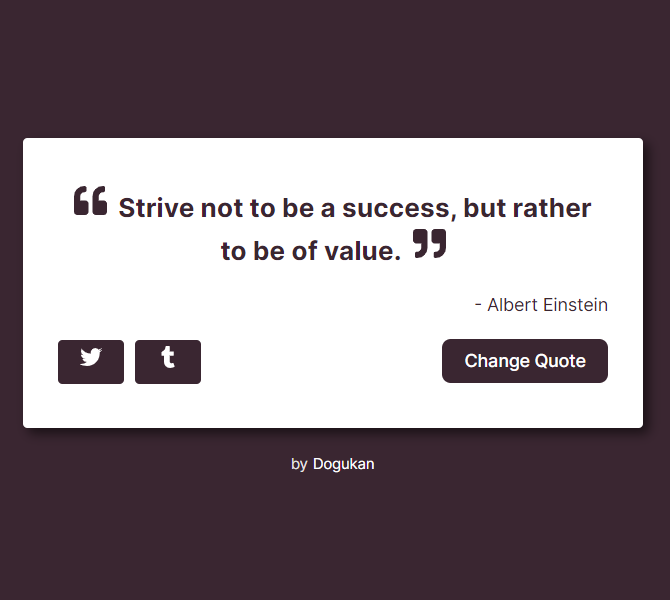 ❝ Strive not to be a success, but rather
to be of value. ❞
- Albert Einstein
t
Change Quote
by Dogukan